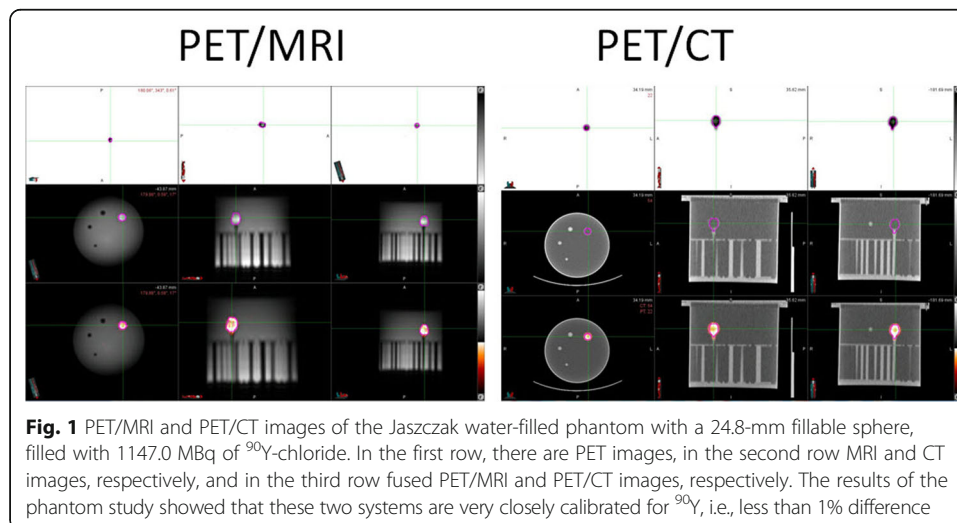 PET/MRI
PET/CT
Fig. 1 PET/MRI and PET/CT images of the Jaszczak water-filled phantom with a 24.8-mm fillable sphere,
filled with 1147.0 MBq of ⁹⁰Y-chloride. In the first row, there are PET images, in the second row MRI and CT
images, respectively, and in the third row fused PET/MRI and PET/CT images, respectively. The results of the
phantom study showed that these two systems are very closely calibrated for ⁹⁰Y, i.e., less than 1% difference